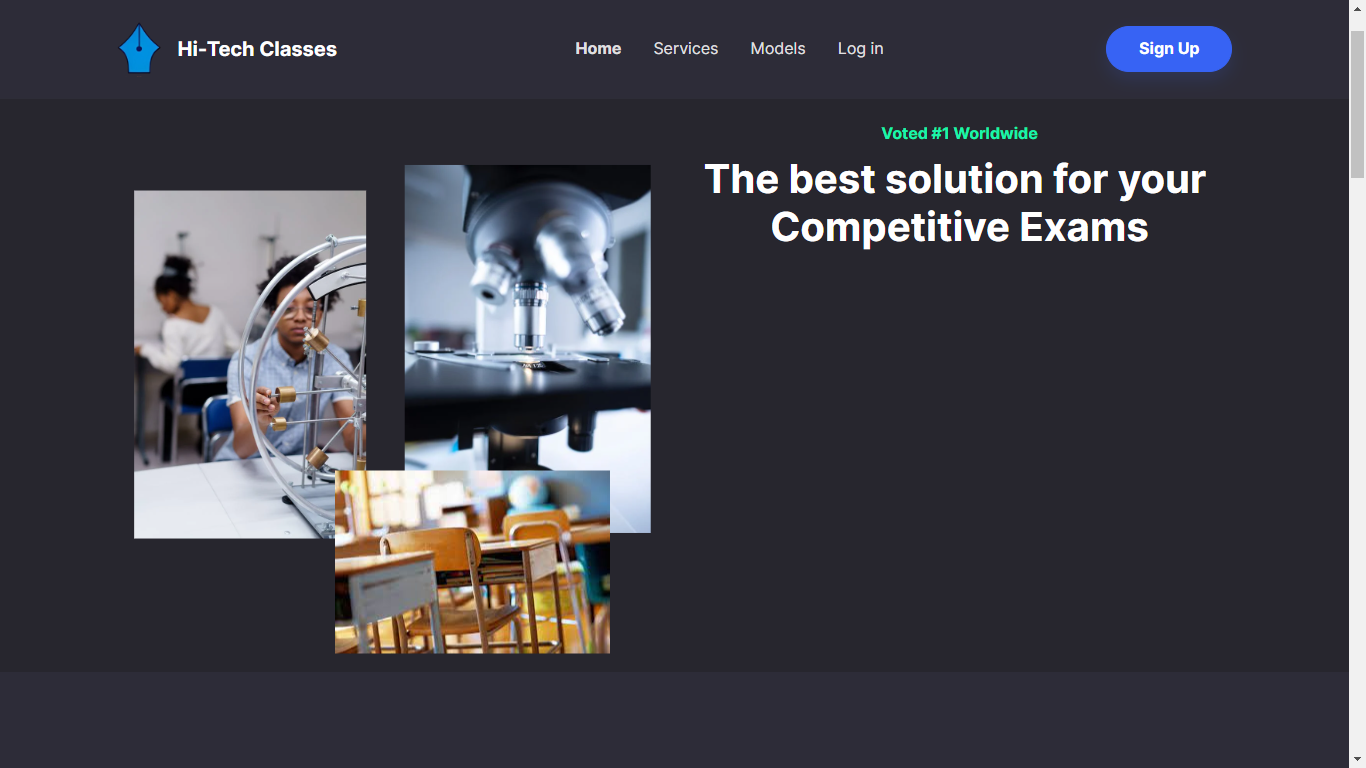 Hi-Tech Classes
Home
Services
Models
Log in
Sign Up
Voted #1 Worldwide
The best solution for your
Competitive Exams